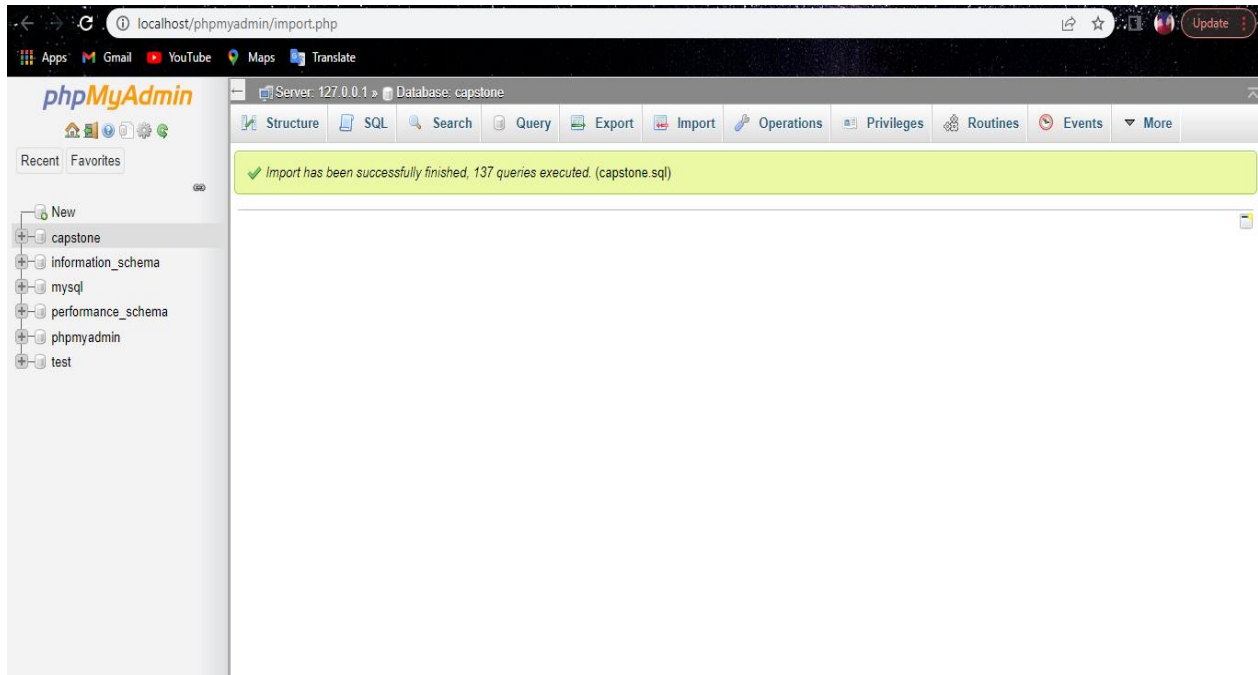 localhost/phpmyadmin/import.php
Update
Apps Gmail YouTube Maps Translate
phpMyAdmin
Recent Favorites
New
capstone
information_schema
mysql
performance_schema
phpmyadmin
test
Server: 127.0.0.1 » Database: capstone
Structure SQL Search Query Export Import Operations Privileges Routines Events More
Import has been successfully finished, 137 queries executed. (capstone.sql)